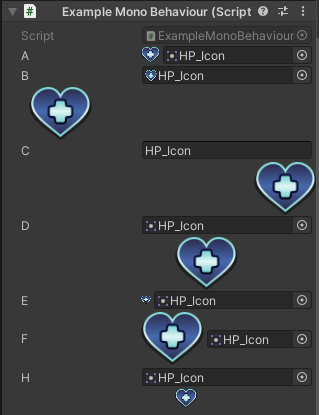 Example Mono Behaviour (Script
Script ExampleMonoBehaviour
A HP_Icon
B HP_Icon
C HP_Icon
D HP_Icon
E HP_Icon
F HP_Icon
H HP_Icon